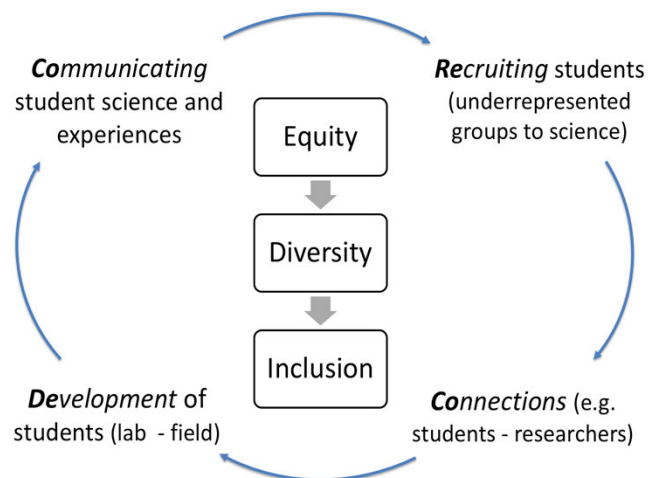 Communicating
student science and
experiences
Recruiting students
(underrepresented
groups to science)
Equity
Diversity
Inclusion
Development of
students (lab - field)
Connections (e.g.
students - researchers)